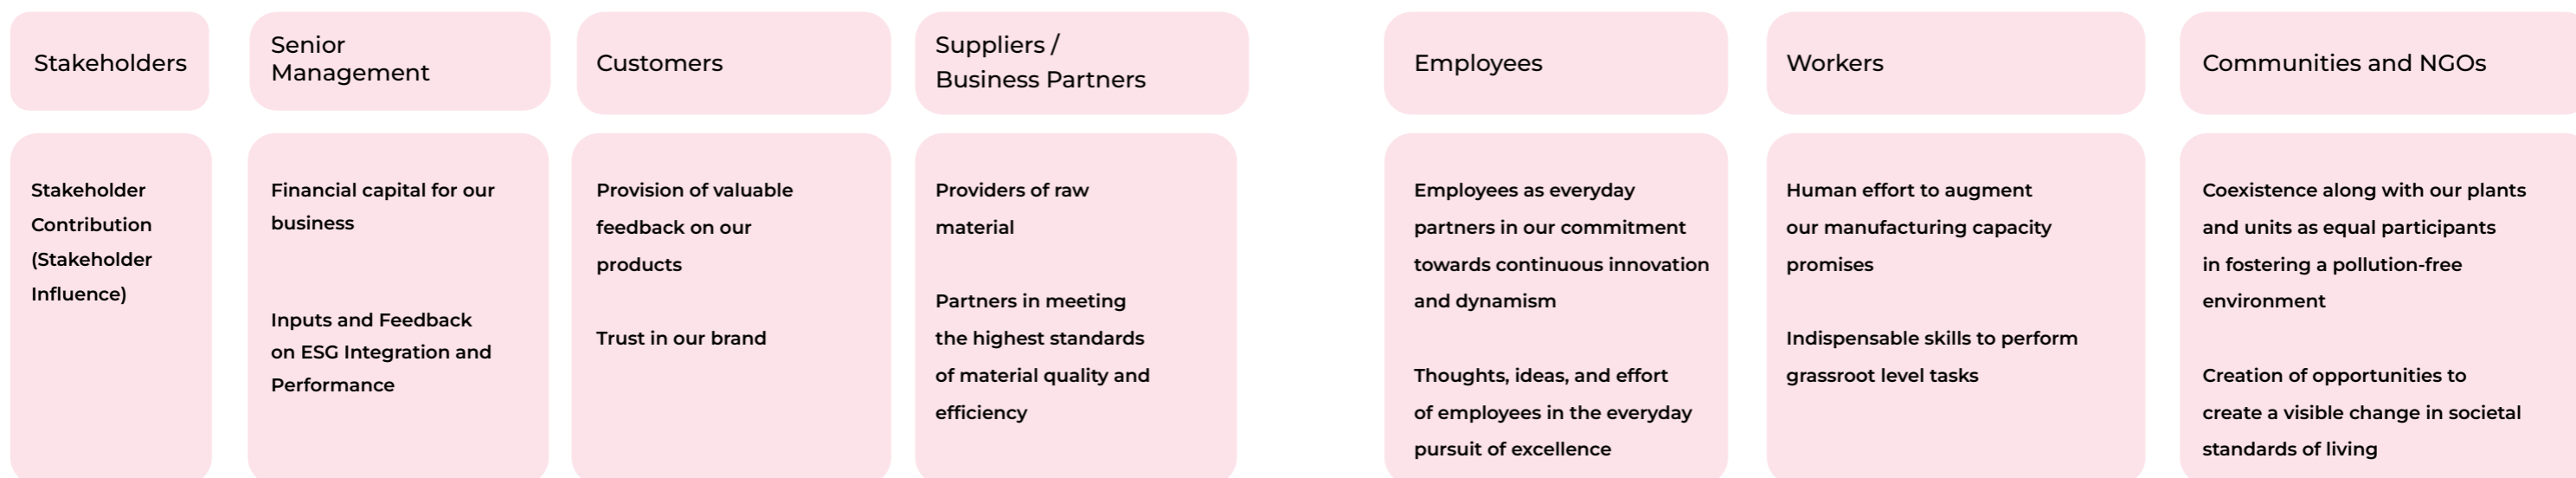 Stakeholders
Senior
Management
Customers
Suppliers /
Business Partners
Employees
Workers
Communities and NGOs
Stakeholder
Contribution
(Stakeholder
Influence)
Financial capital for our
business
Inputs and Feedback
on ESG Integration and
Performance
Provision of valuable
feedback on our
products
Trust in our brand
Providers of raw
material
Partners in meeting
the highest standards
of material quality and
efficiency
Employees as everyday
partners in our commitment
towards continuous innovation
and dynamism
Thoughts, ideas, and effort
of employees in the everyday
pursuit of excellence
Human effort to augment
our manufacturing capacity
promises
Indispensable skills to perform
grassroot level tasks
Coexistence along with our plants
and units as equal participants
in fostering a pollution-free
environment
Creation of opportunities to
create a visible change in societal
standards of living